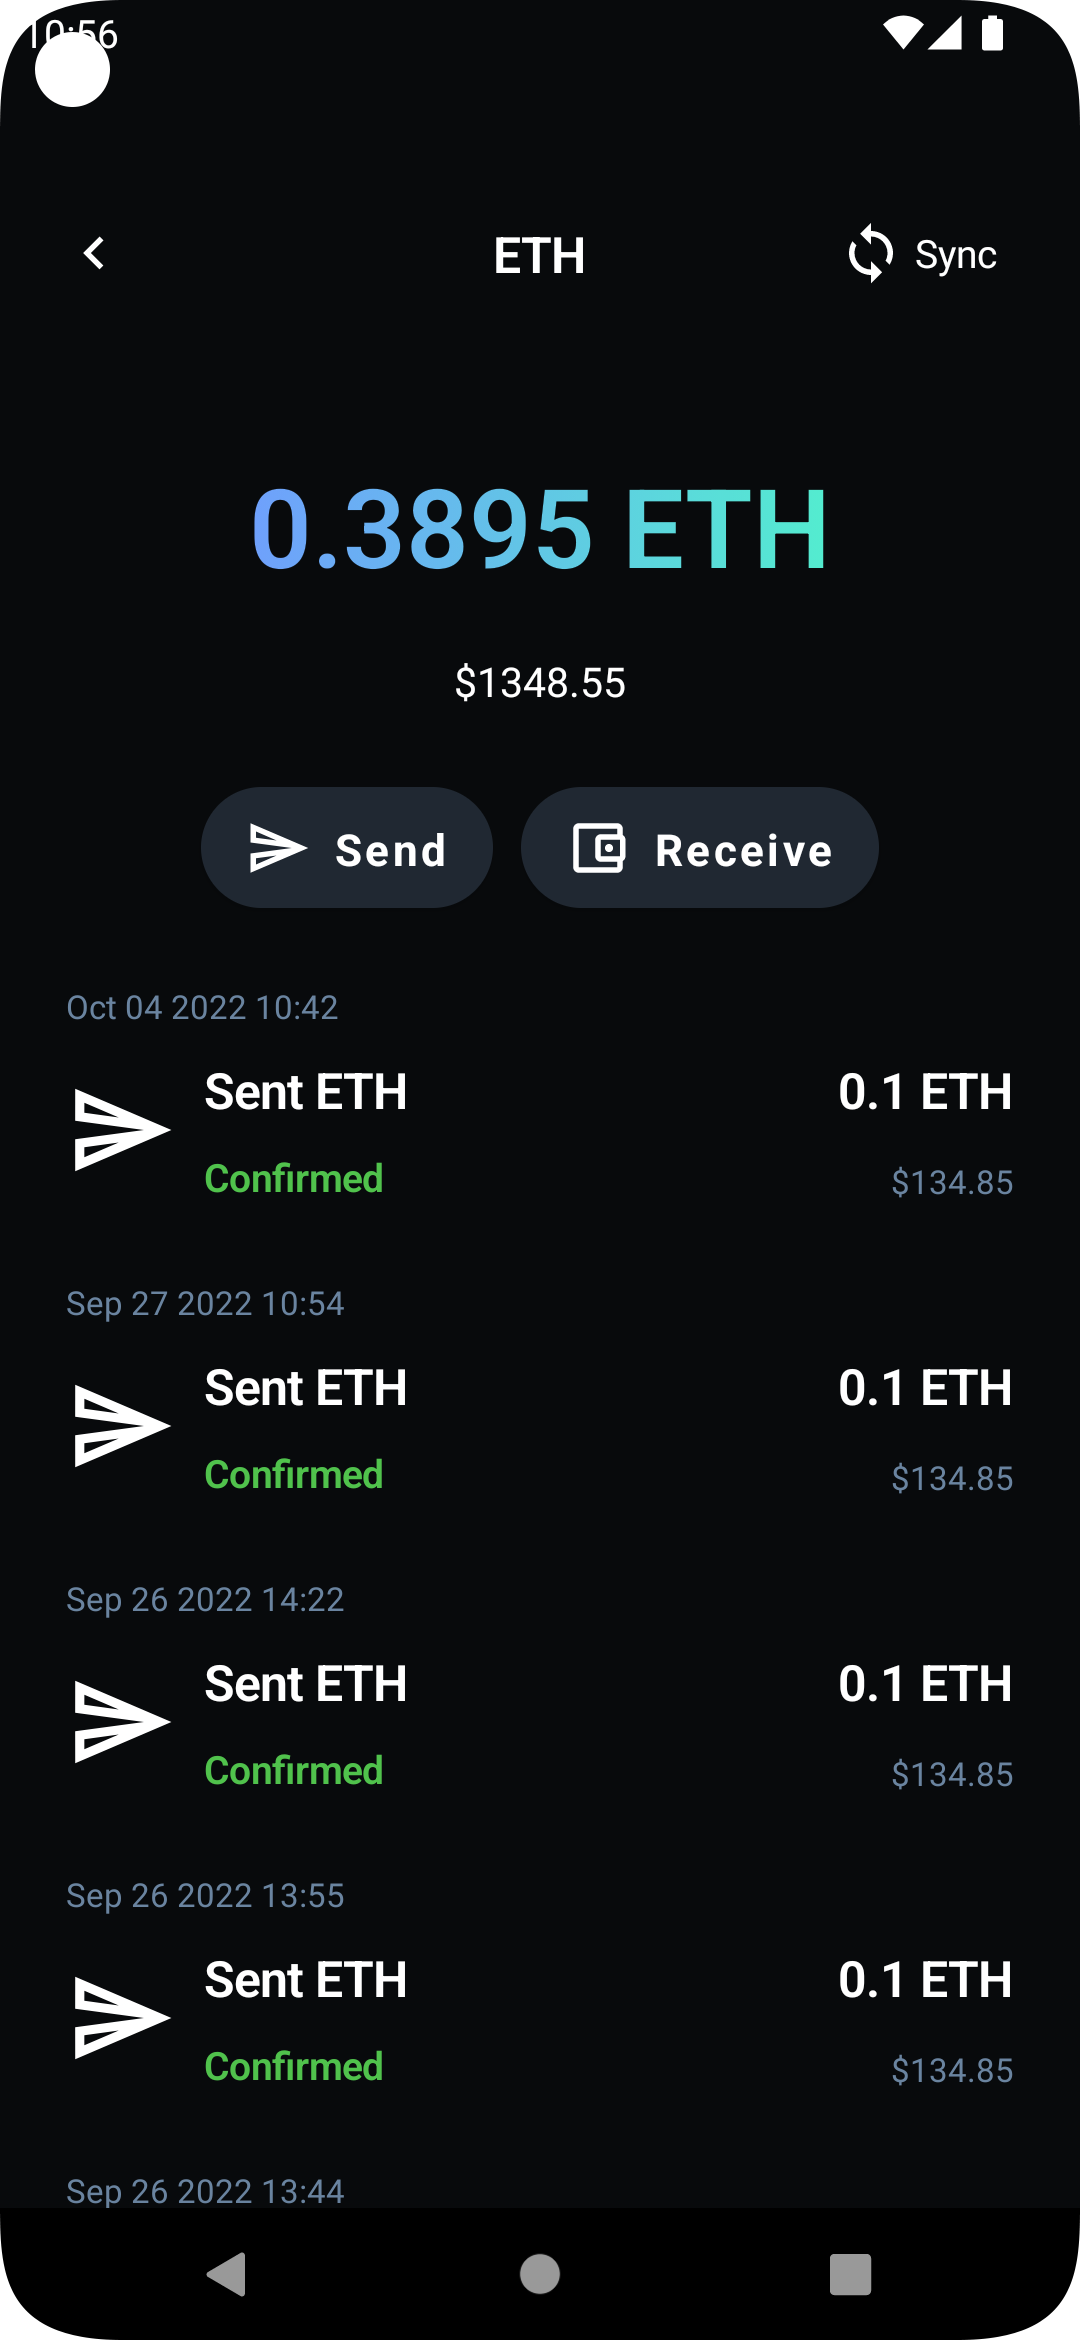 10:56
ETH
Sync
0.3895 ETH
$1348.55
Send
Receive
Oct 04 2022 10:42
Sent ETH
0.1 ETH
Confirmed
$134.85
Sep 27 2022 10:54
Sent ETH
0.1 ETH
Confirmed
$134.85
Sep 26 2022 14:22
Sent ETH
0.1 ETH
Confirmed
$134.85
Sep 26 2022 13:55
Sent ETH
0.1 ETH
Confirmed
$134.85
Sep 26 2022 13:44